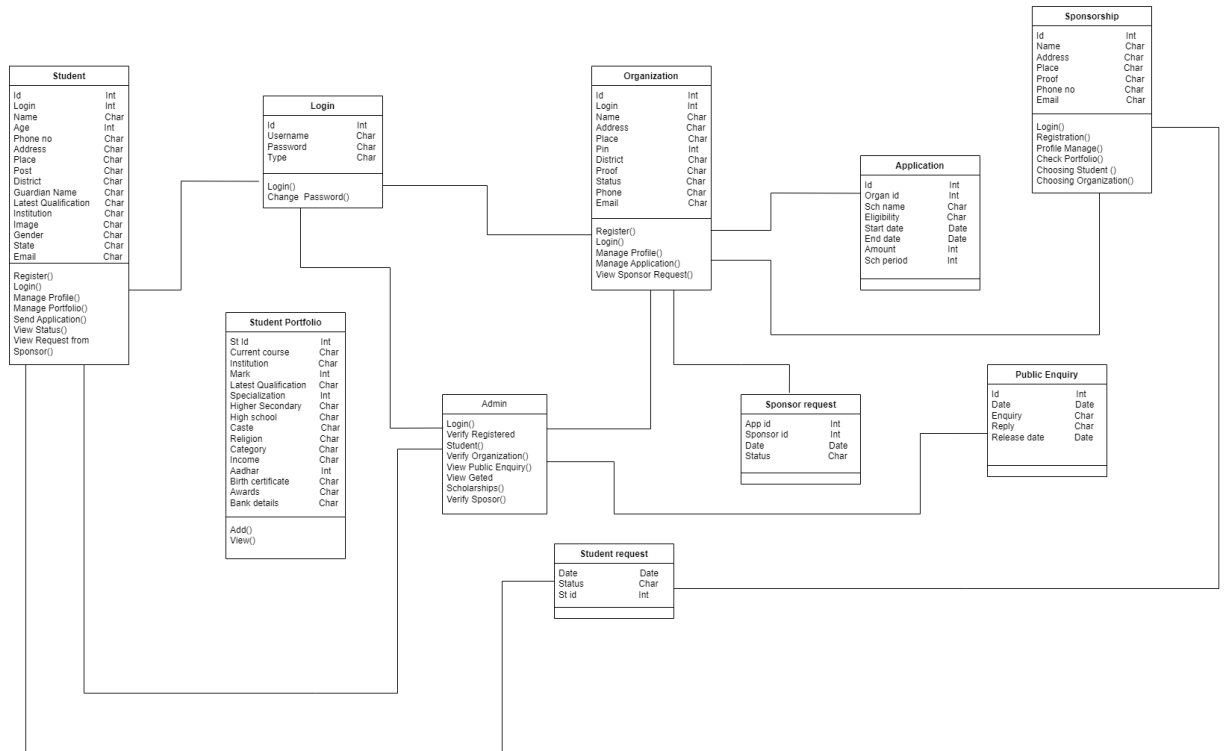 Sponsorship
Id Int
Name Char
Address Char
Place Char
Proof Char
Phone no Char
Email Char
Login()
Registration()
Profile Manage()
Check Portfolio()
Choosing Student ()
Choosing Organization()
Student
Id Int
Login Int
Name Char
Age Int
Phone no Char
Address Char
Place Char
Post Char
District Char
Guardian Name Char
Latest Qualification Char
Institution Char
Image Char
Gender Char
State Char
Email Char
Register()
Login()
Manage Profile()
Manage Portfolio()
Send Application()
View Status()
View Request from
Sponsor()
Login
Id Int
Username Char
Password Char
Type Char
Login()
Change Password()
Organization
Id Int
Login Int
Name Char
Address Char
Place Char
Pin Int
District Char
Proof Char
Status Char
Phone Char
Email Char
Register()
Login()
Manage Profile()
Manage Application()
View Sponsor Request()
Application
Id Int
Organ id Int
Sch name Char
Eligibility Char
Start date Date
End date Date
Amount Int
Sch period Int
Student Portfolio
St Id Int
Current course Char
Institution Char
Mark Int
Latest Qualification Char
Specialization Int
Higher Secondary Char
High school Char
Caste Char
Religion Char
Category Char
Income Char
Aadhar Int
Birth certificate Char
Awards Char
Bank details Char
Add()
View()
Admin
Login()
Verify Registered
Student()
Verify Organization()
View Public Enquiry()
View Geted
Scholarships()
Verify Sposor()
Sponsor request
App id Int
Sponsor id Int
Date Date
Status Char
Public Enquiry
Id Int
Date Date
Enquiry Char
Reply Char
Release date Date
Student request
Date Date
Status Char
St id Int